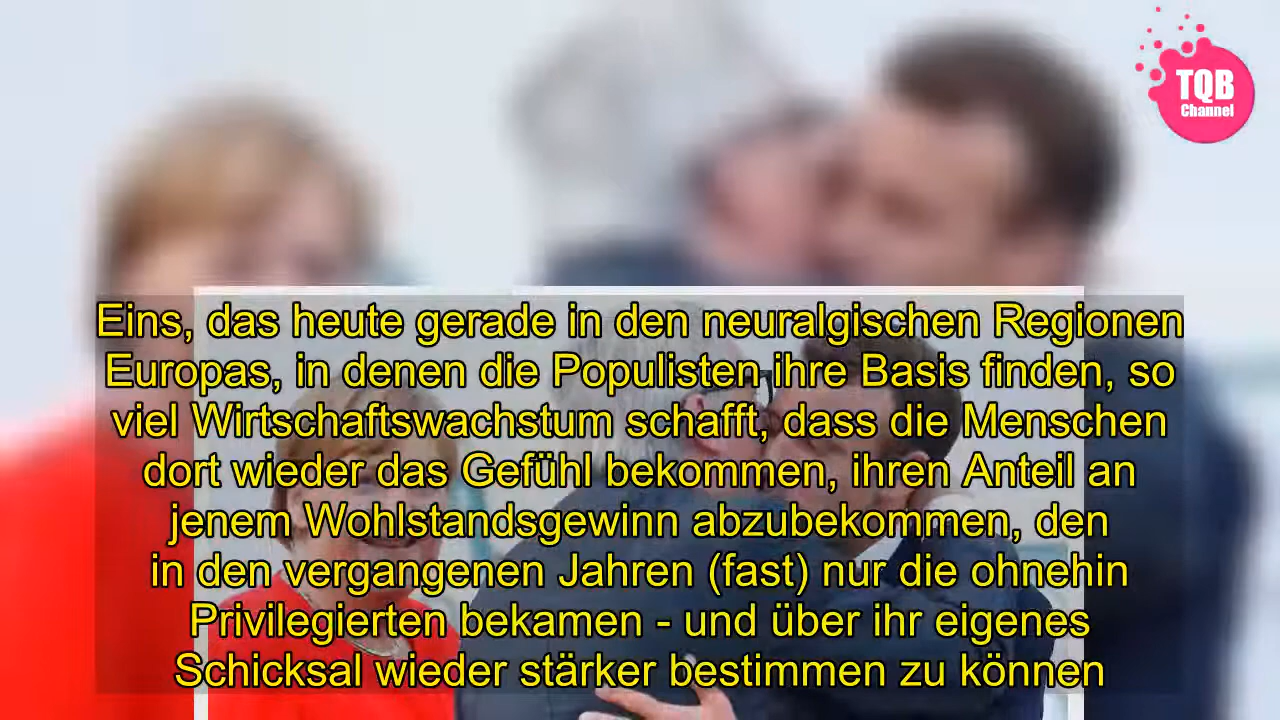 TQB
Channel
Eins, das heute gerade in den neuralgischen Regionen
Europas, in denen die Populisten ihre Basis finden, so
viel Wirtschaftswachstum schafft, dass die Menschen
dort wieder das Gefühl bekommen, ihren Anteil an
jenem Wohlstandsgewinn abzubekommen, den
in den vergangenen Jahren (fast) nur die ohnehin
Privilegierten bekamen - und über ihr eigenes
Schicksal wieder stärker bestimmen zu können